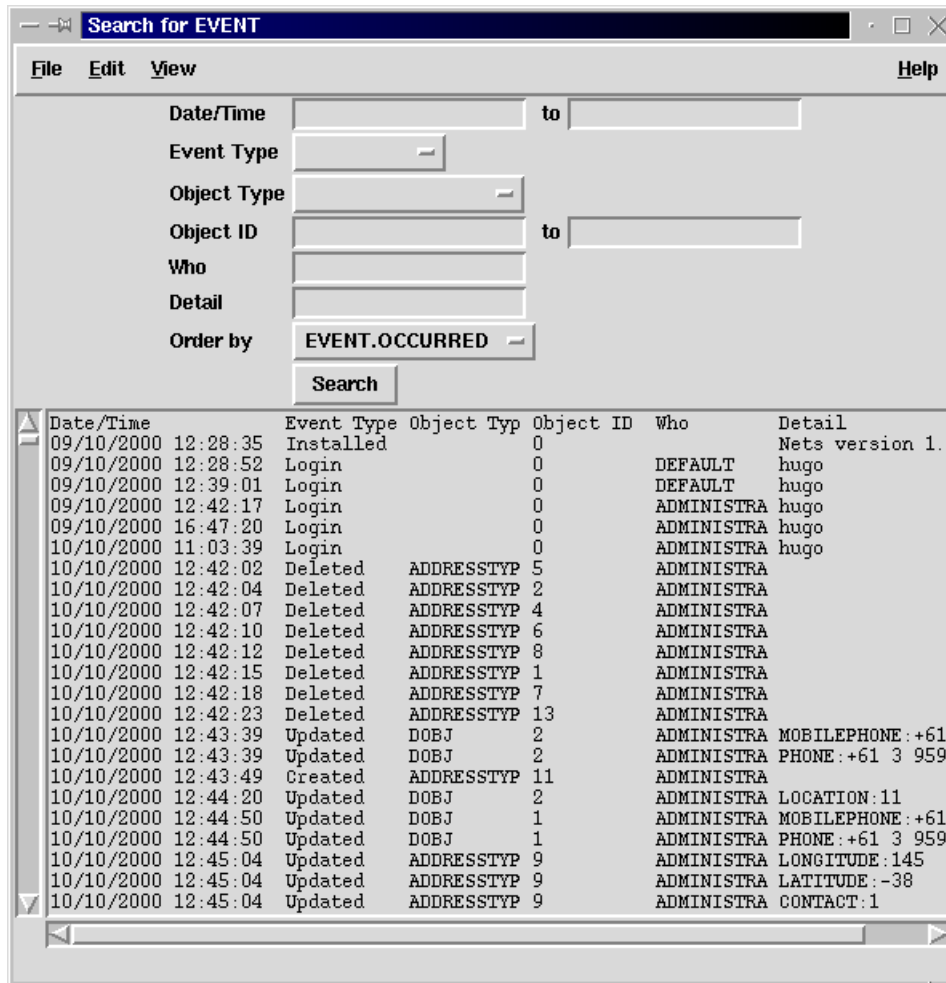 Search for EVENT
File Edit View Help
Date/Time to
Event Type
Object Type
Object ID to
Who
Detail
Order by EVENT.OCCURRED
Search
Date/Time Event Type Object Typ Object ID Who Detail
09/10/2000 12:28:35 Installed 0 Nets version 1.
09/10/2000 12:28:52 Login 0 DEFAULT hugo
09/10/2000 12:39:01 Login 0 DEFAULT hugo
09/10/2000 12:42:17 Login 0 ADMINISTRA hugo
09/10/2000 16:47:20 Login 0 ADMINISTRA hugo
10/10/2000 11:03:39 Login 0 ADMINISTRA hugo
10/10/2000 12:42:02 Deleted ADDRESSTYP 5 ADMINISTRA
10/10/2000 12:42:04 Deleted ADDRESSTYP 2 ADMINISTRA
10/10/2000 12:42:07 Deleted ADDRESSTYP 4 ADMINISTRA
10/10/2000 12:42:10 Deleted ADDRESSTYP 6 ADMINISTRA
10/10/2000 12:42:12 Deleted ADDRESSTYP 8 ADMINISTRA
10/10/2000 12:42:15 Deleted ADDRESSTYP 1 ADMINISTRA
10/10/2000 12:42:18 Deleted ADDRESSTYP 7 ADMINISTRA
10/10/2000 12:42:23 Deleted ADDRESSTYP 13 ADMINISTRA
10/10/2000 12:43:39 Updated DOBJ 2 ADMINISTRA MOBILEPHONE:+61
10/10/2000 12:43:39 Updated DOBJ 2 ADMINISTRA PHONE:+61 3 959
10/10/2000 12:43:49 Created ADDRESSTYP 11 ADMINISTRA
10/10/2000 12:44:20 Updated DOBJ 2 ADMINISTRA LOCATION:11
10/10/2000 12:44:50 Updated DOBJ 1 ADMINISTRA MOBILEPHONE:+61
10/10/2000 12:44:50 Updated DOBJ 1 ADMINISTRA PHONE:+61 3 959
10/10/2000 12:45:04 Updated ADDRESSTYP 9 ADMINISTRA LONGITUDE:145
10/10/2000 12:45:04 Updated ADDRESSTYP 9 ADMINISTRA LATITUDE:-38
10/10/2000 12:45:04 Updated ADDRESSTYP 9 ADMINISTRA CONTACT:1